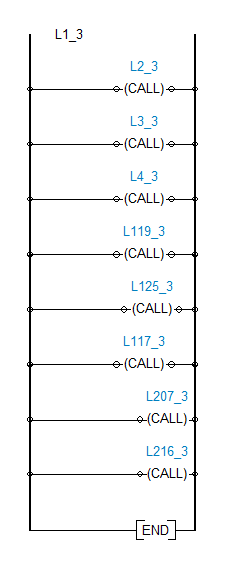 L1_3
L2_3
(CALL)
L3_3
(CALL)
L4_3
(CALL)
L119_3
(CALL)
L125_3
(CALL)
L117_3
(CALL)
L207_3
(CALL)
L216_3
(CALL)
[END]